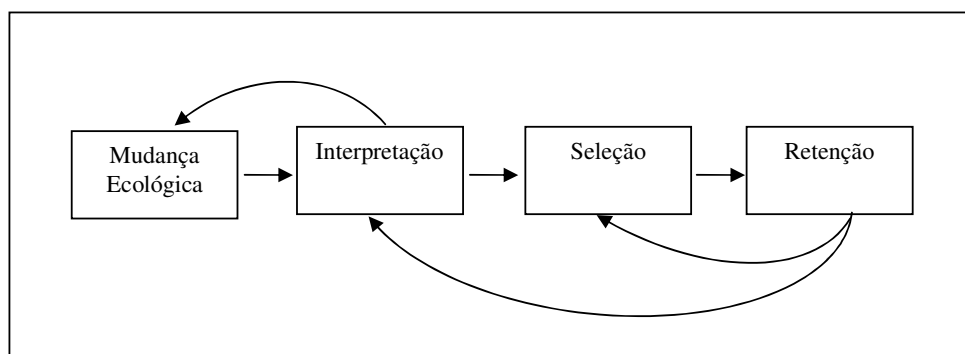 Mudança
Ecológica
Interpretação
Seleção
Retenção